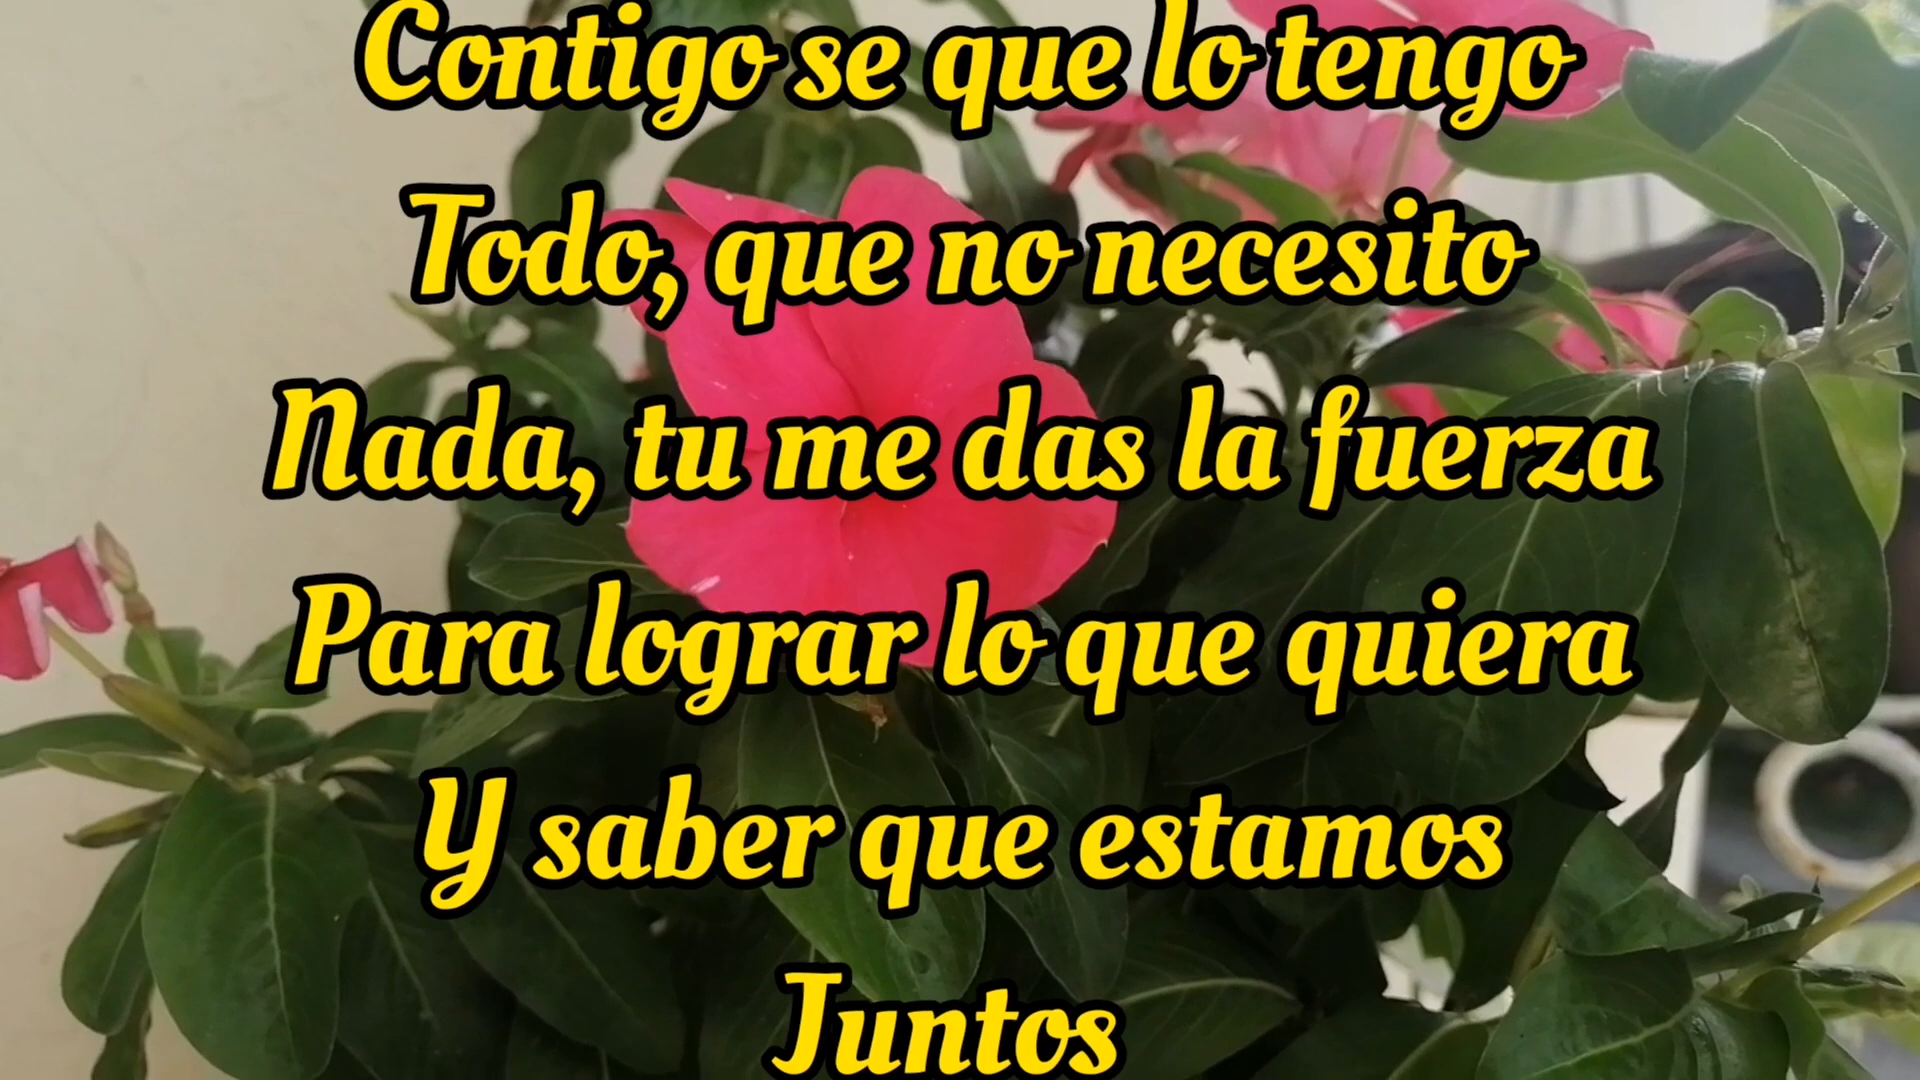 Contigo se que lo tengo
Todo, que no necesito
Nada, tu me das la fuerza
Para lograr lo que quiera
Y saber que estamos
Juntos